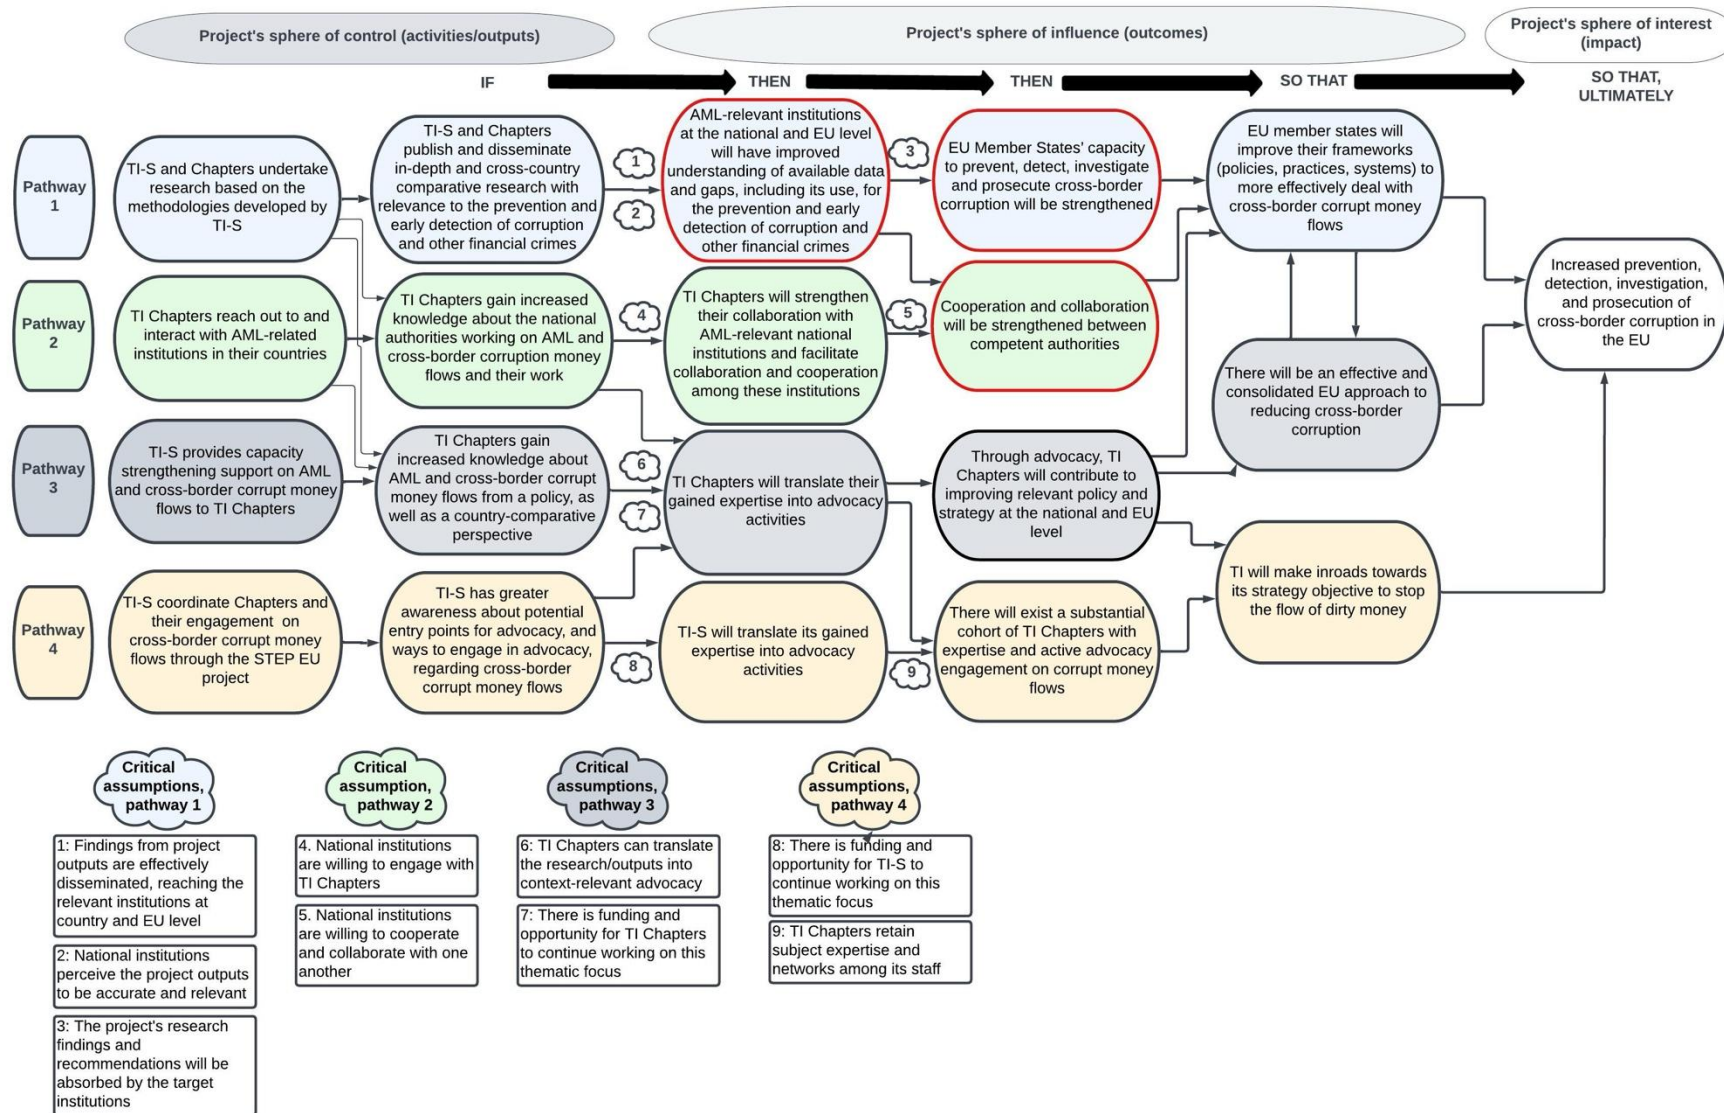 Project's sphere of control (activities/outputs)
Project's sphere of influence (outcomes)
Project's sphere of interest
(impact)
IF
THEN
THEN
SO THAT
SO THAT,
ULTIMATELY
Pathway
1
TI-S and Chapters undertake
research based on the
methodologies developed by
TI-S
TI-S and Chapters
publish and disseminate
in-depth and cross-country
comparative research with
relevance to the prevention and
early detection of corruption
and other financial crimes
1
2
AML-relevant institutions
at the national and EU level
will have improved
understanding of available data
and gaps, including its use, for
the prevention and early
detection of corruption and
other financial crimes
3
EU Member States' capacity
to prevent, detect, investigate
and prosecute cross-border
corruption will be strengthened
EU member states will
improve their frameworks
(policies, practices, systems) to
more effectively deal with
cross-border corrupt money
flows
Increased prevention,
detection, investigation,
and prosecution of
cross-border corruption in
the EU
Pathway
2
TI Chapters reach out to and
interact with AML-related
institutions in their countries
TI Chapters gain increased
knowledge about the national
authorities working on AML and
cross-border corruption money
flows and their work
4
TI Chapters will strengthen
their collaboration with
AML-relevant national
institutions and facilitate
collaboration and cooperation
among these institutions
5
Cooperation and collaboration
will be strengthened between
competent authorities
There will be an effective and
consolidated EU approach to
reducing cross-border
corruption
Pathway
3
TI-S provides capacity
strengthening support on AML
and cross-border corrupt money
flows to TI Chapters
TI Chapters gain
increased knowledge about
AML and cross-border corrupt
money flows from a policy, as
well as a country-comparative
perspective
6
7
TI Chapters will translate their
gained expertise into advocacy
activities
Through advocacy, TI
Chapters will contribute to
improving relevant policy and
strategy at the national and EU
level
Pathway
4
TI-S coordinate Chapters and
their engagement on
cross-border corrupt money
flows through the STEP EU
project
TI-S has greater
awareness about potential
entry points for advocacy, and
ways to engage in advocacy,
regarding cross-border
corrupt money flows
8
TI-S will translate its gained
expertise into advocacy
activities
9
There will exist a substantial
cohort of TI Chapters with
expertise and active advocacy
engagement on corrupt money
flows
TI will make inroads towards
its strategy objective to stop
the flow of dirty money
Critical
assumptions,
pathway 1
1: Findings from project
outputs are effectively
disseminated, reaching the
relevant institutions at
country and EU level
2: National institutions
perceive the project outputs
to be accurate and relevant
3: The project's research
findings and
recommendations will be
absorbed by the target
institutions
Critical
assumption,
pathway 2
4. National institutions
are willing to engage with
TI Chapters
5. National institutions
are willing to cooperate
and collaborate with one
another
Critical
assumptions,
pathway 3
6: TI Chapters can translate
the research/outputs into
context-relevant advocacy
7: There is funding and
opportunity for TI Chapters
to continue working on this
thematic focus
Critical
assumptions,
pathway 4
8: There is funding and
opportunity for TI-S to
continue working on this
thematic focus
9: TI Chapters retain
subject expertise and
networks among its staff